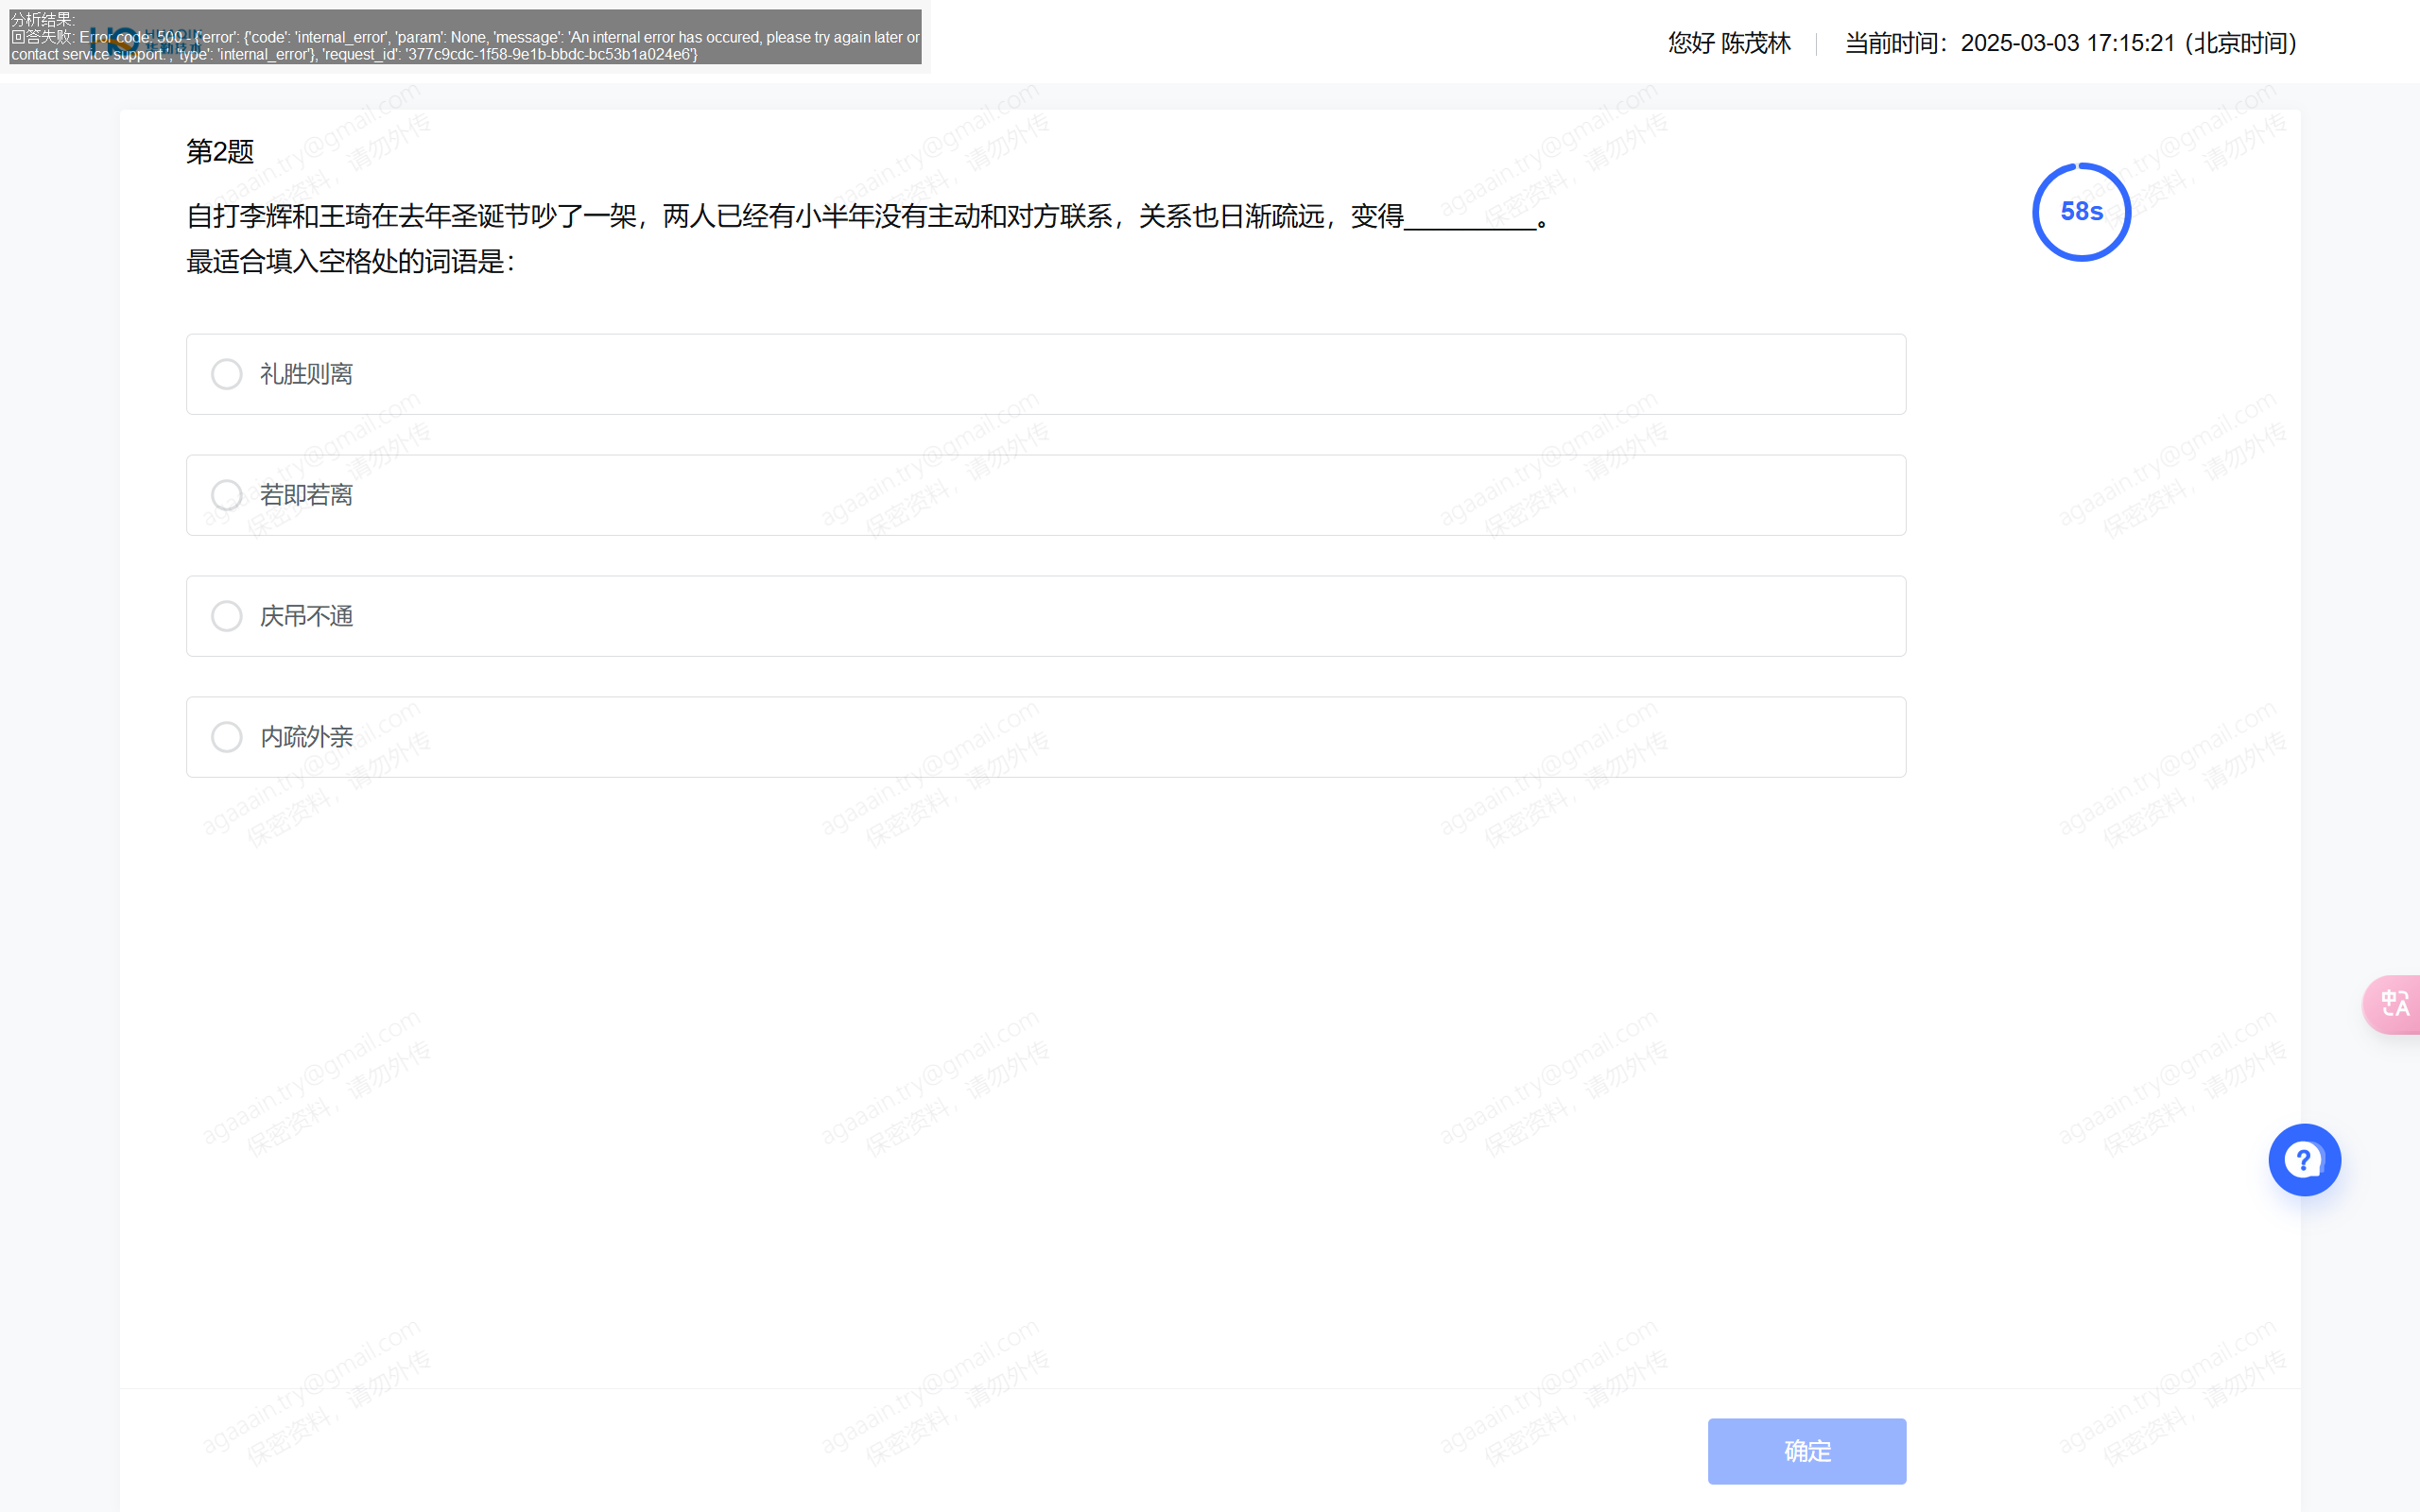 分析结果:
回答失败: Error code: 500 - {'error': {'code': 'internal_error', 'param': None, 'message': 'An internal error has occured, please try again later or
contact service support.', 'type': 'internal_error'}, 'request_id': '377c9cdc-1f58-9e1b-bbdc-bc53b1a024e6'}
您好 陈茂林 当前时间：2025-03-03 17:15:21 (北京时间)
第2题
58s
自打李辉和王琦在去年圣诞节吵了一架，两人已经有小半年没有主动和对方联系，关系也日渐疏远，变得__________。
最适合填入空格处的词语是：
礼胜则离
若即若离
庆吊不通
内疏外亲
确定
agaaain.try@gmail.com
保密资料，请勿外传